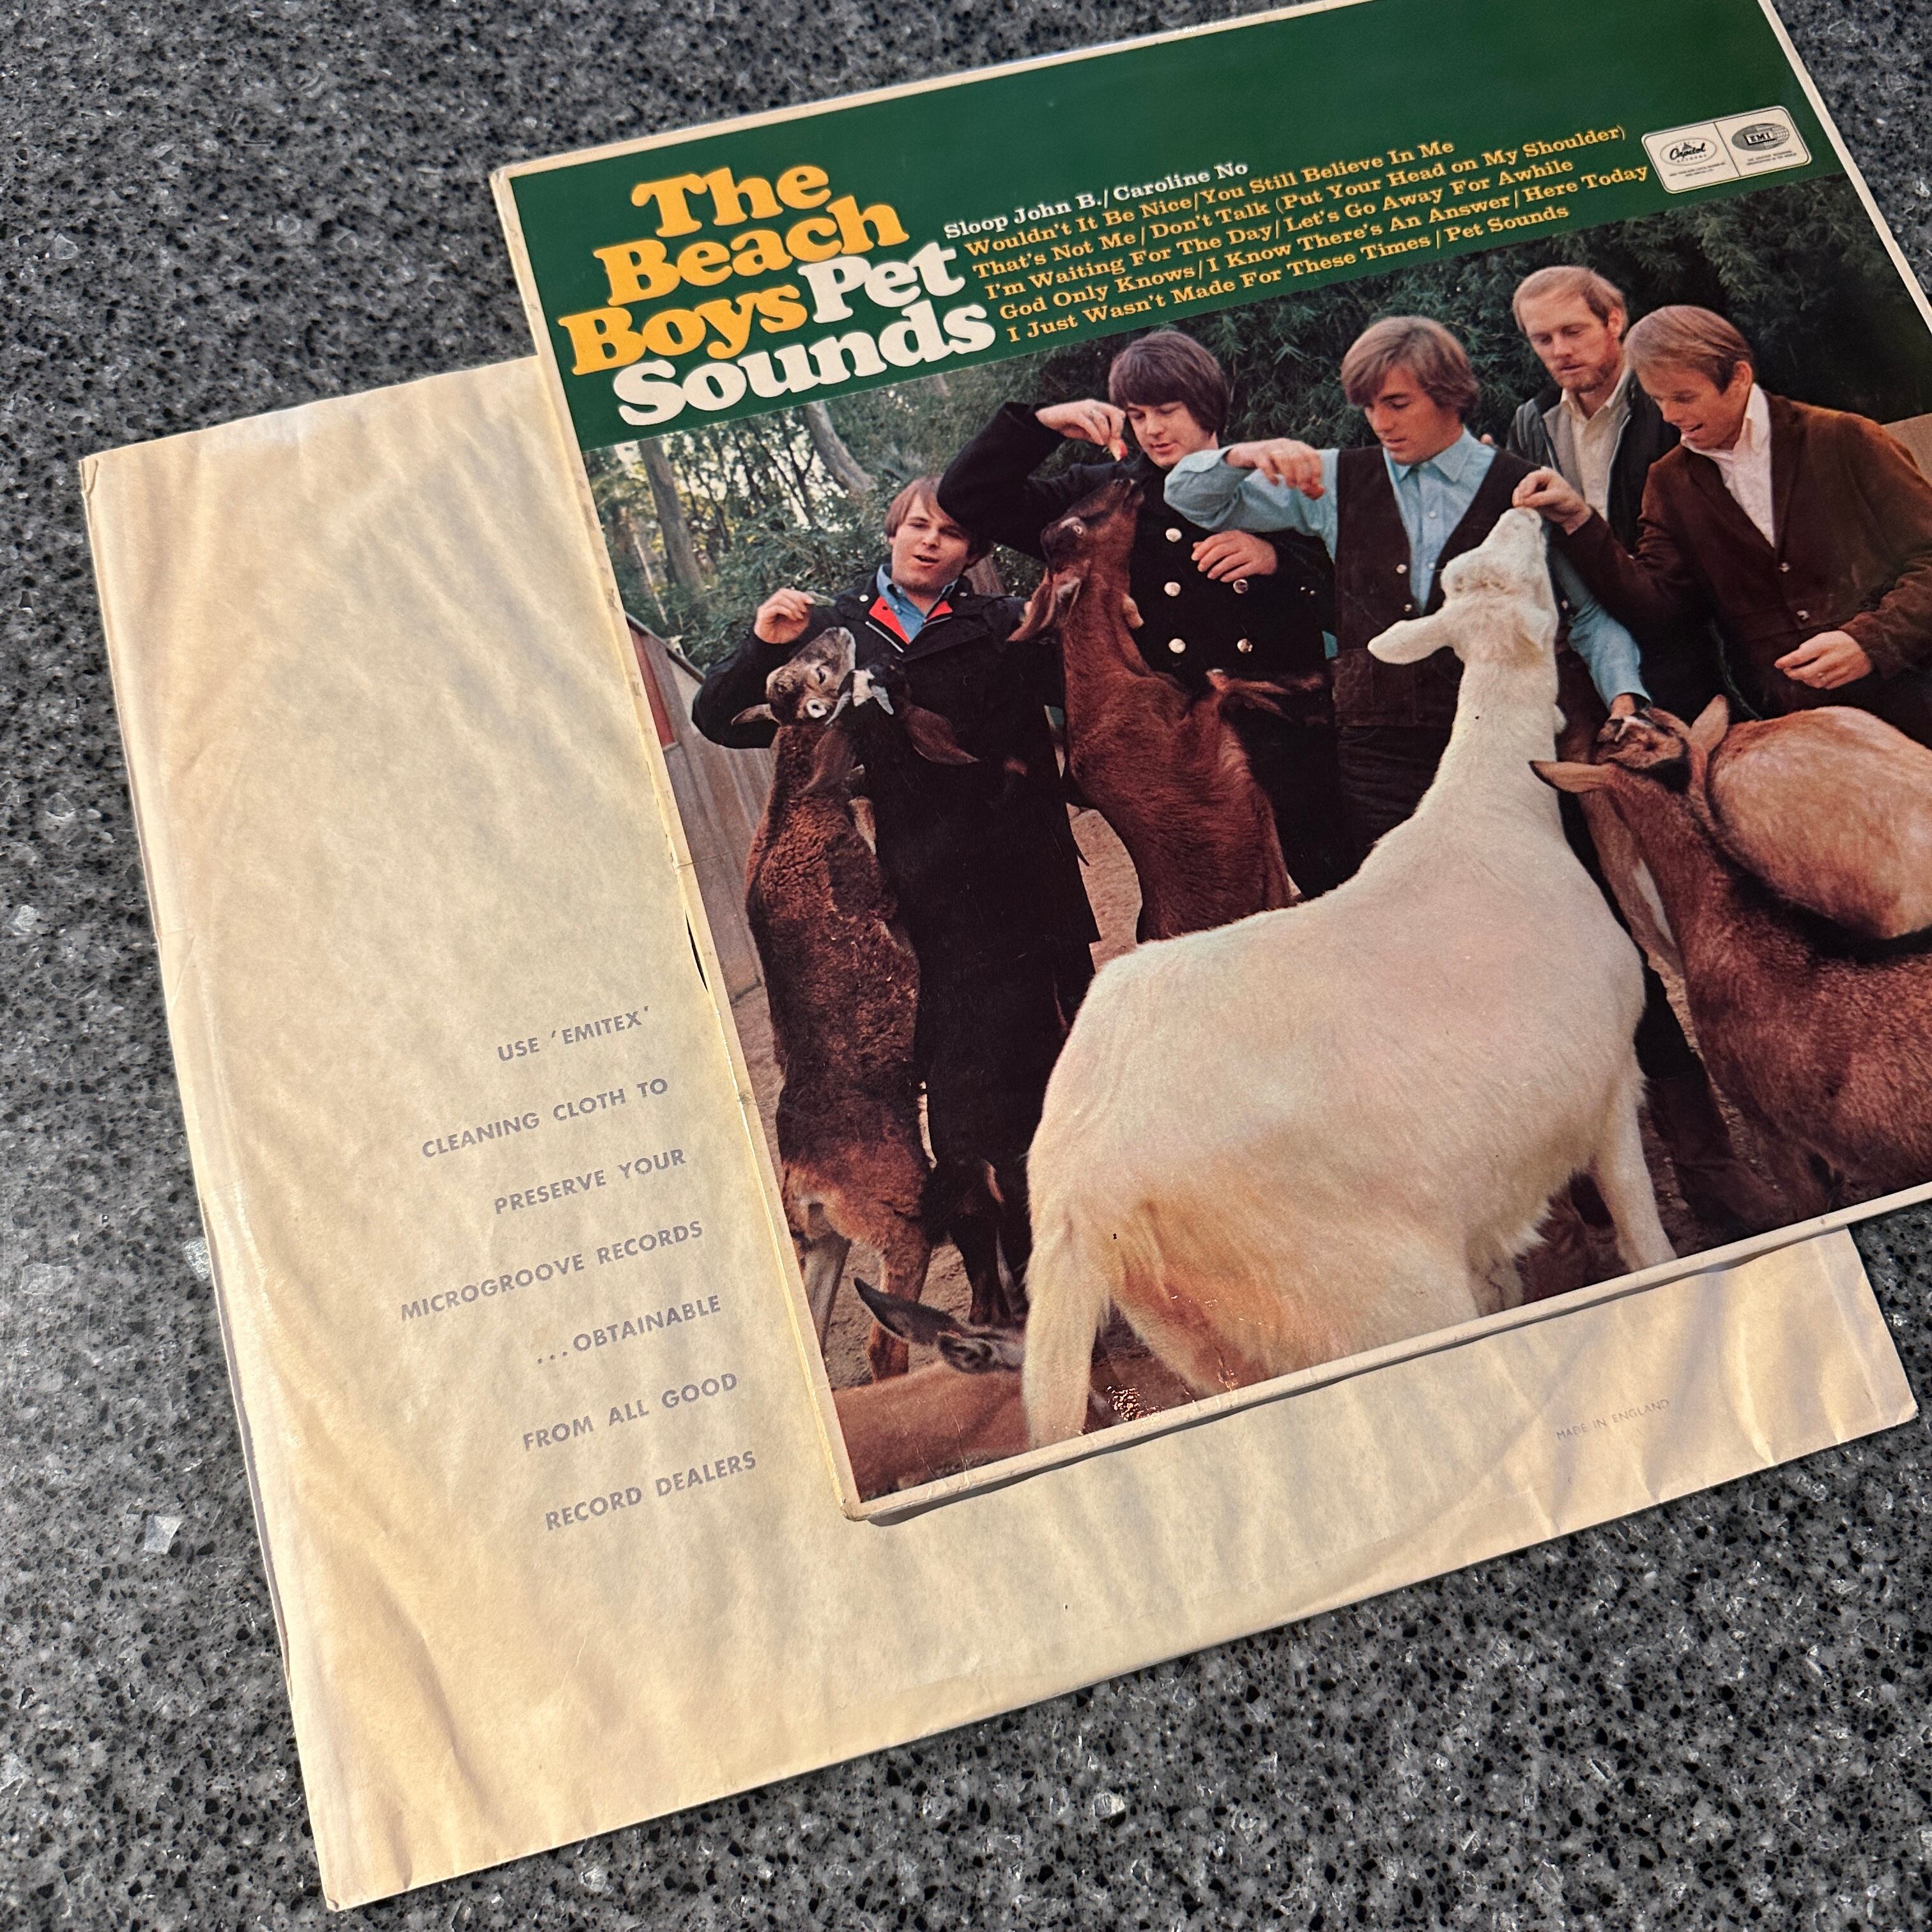 The
Beach
Boys Pet
Sounds
Sloop John B./Caroline No
Wouldn't It Be Nice/You Still Believe In Me
That's Not Me/Don't Talk (Put Your Head on My Shoulder)
I'm Waiting For The Day/Let's Go Away For Awhile
God Only Knows/I Know There's An Answer/Here Today
I Just Wasn't Made For These Times/Pet Sounds
Capitol
RECORDS
EMI
USE 'EMITEX'
CLEANING CLOTH TO
PRESERVE YOUR
MICROGROOVE RECORDS
...OBTAINABLE
FROM ALL GOOD
RECORD DEALERS
MADE IN ENGLAND